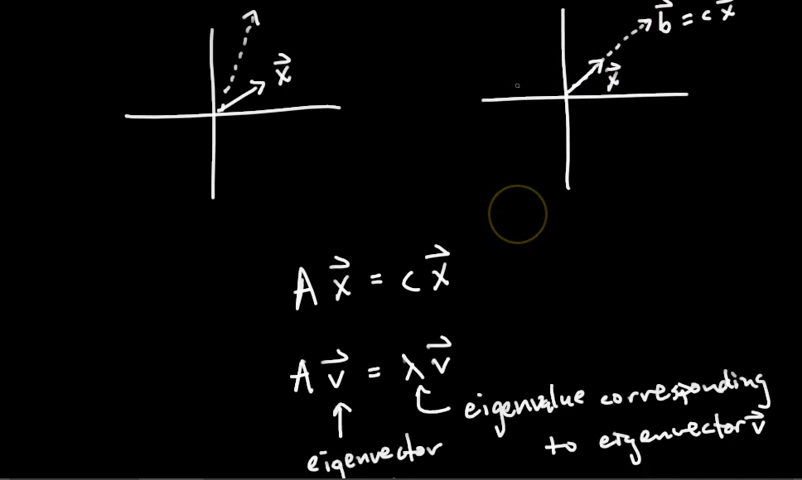 x⃗
b⃗ = c x⃗
x⃗
A x⃗ = c x⃗
A v⃗ = λ v⃗
eigenvalue corresponding
to eigenvector v⃗
eigenvector